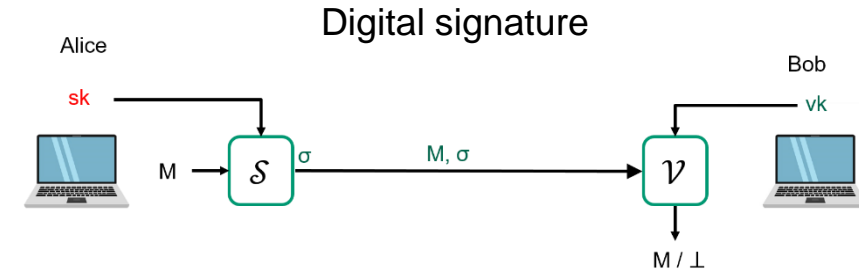 Digital signature
Alice
Bob
sk
vk
M
𝒮
σ
M, σ
𝒱
M / ⊥